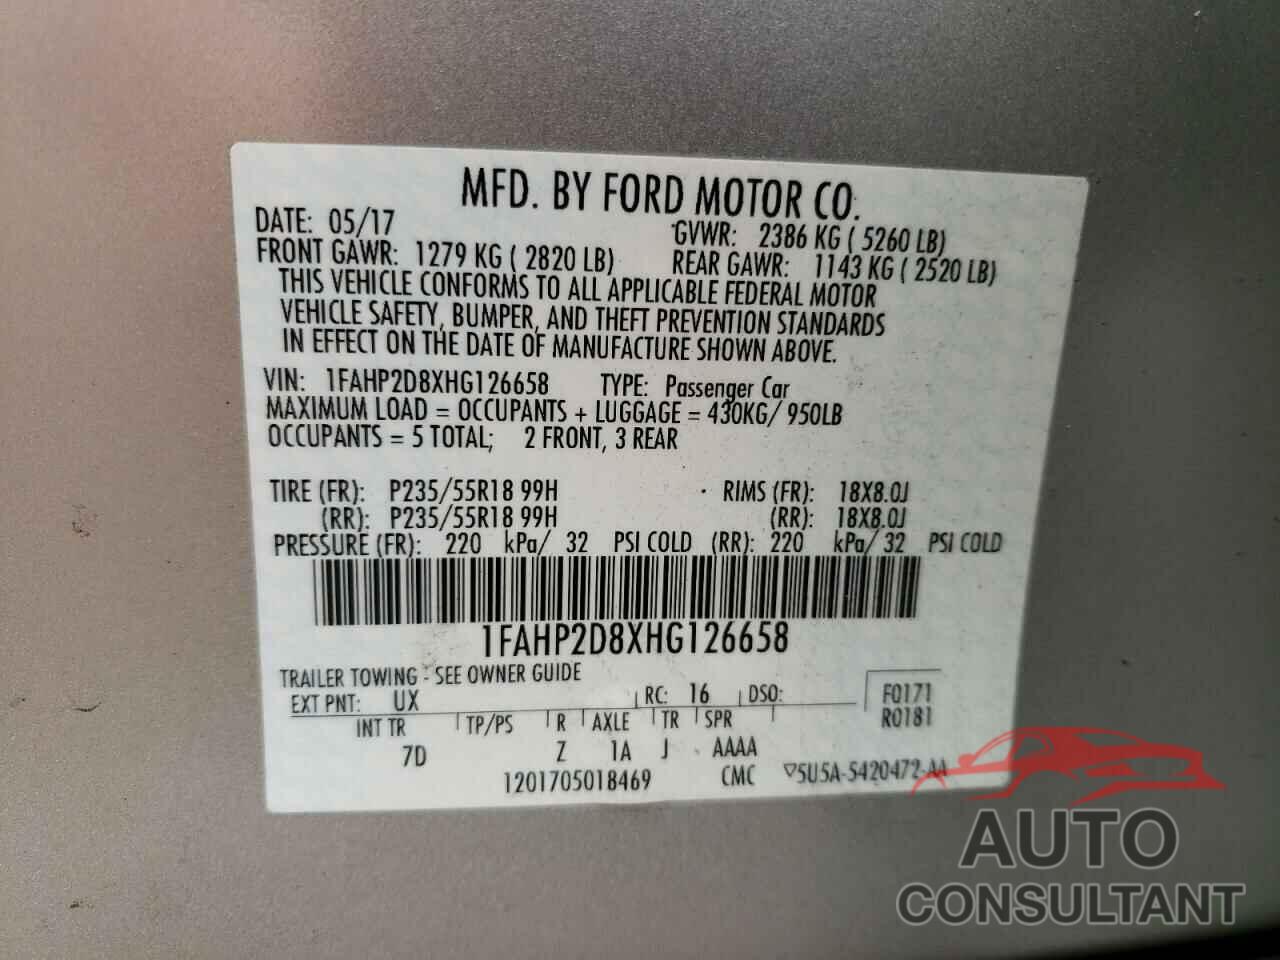 MFD. BY FORD MOTOR CO.
DATE: 05/17 GVWR: 2386 KG ( 5260 LB)
FRONT GAWR: 1279 KG ( 2820 LB) REAR GAWR: 1143 KG ( 2520 LB)
THIS VEHICLE CONFORMS TO ALL APPLICABLE FEDERAL MOTOR
VEHICLE SAFETY, BUMPER, AND THEFT PREVENTION STANDARDS
IN EFFECT ON THE DATE OF MANUFACTURE SHOWN ABOVE.
VIN: 1FAHP2D8XHG126658 TYPE: Passenger Car
MAXIMUM LOAD = OCCUPANTS + LUGGAGE = 430KG/ 950LB
OCCUPANTS = 5 TOTAL; 2 FRONT, 3 REAR
TIRE (FR): P235/55R18 99H RIMS (FR): 18X8.0J
(RR): P235/55R18 99H (RR): 18X8.0J
PRESSURE (FR): 220 kPa/ 32 PSI COLD (RR): 220 kPa/ 32 PSI COLD
1FAHP2D8XHG126658
TRAILER TOWING - SEE OWNER GUIDE
EXT PNT: UX RC: 16 DSO: F0171
INT TR TP/PS R AXLE TR SPR R0181
7D Z 1A J AAAA
1201705018469 CMC ▽5U5A-5420472-AA
AUTO
CONSULTANT